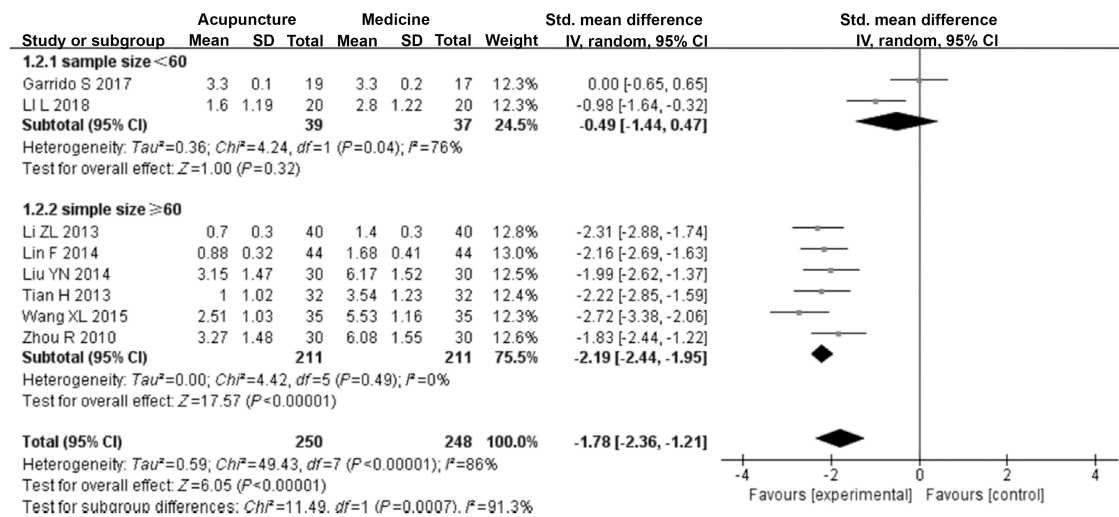 Acupuncture Medicine Std. mean difference Std. mean difference
Study or subgroup Mean SD Total Mean SD Total Weight IV, random, 95% CI IV, random, 95% CI
1.2.1 sample size <60
Garrido S 2017 3.3 0.1 19 3.3 0.2 17 12.3% 0.00 [-0.65, 0.65]
LI L 2018 1.6 1.19 20 2.8 1.22 20 12.3% -0.98 [-1.64, -0.32]
Subtotal (95% CI) 39 37 24.5% -0.49 [-1.44, 0.47]
Heterogeneity: Tau²=0.36; Chi²=4.24, df=1 (P=0.04); I²=76%
Test for overall effect: Z=1.00 (P=0.32)
1.2.2 simple size ≥60
Li ZL 2013 0.7 0.3 40 1.4 0.3 40 12.8% -2.31 [-2.88, -1.74]
Lin F 2014 0.88 0.32 44 1.68 0.41 44 13.0% -2.16 [-2.69, -1.63]
Liu YN 2014 3.15 1.47 30 6.17 1.52 30 12.5% -1.99 [-2.62, -1.37]
Tian H 2013 1 1.02 32 3.54 1.23 32 12.4% -2.22 [-2.85, -1.59]
Wang XL 2015 2.51 1.03 35 5.53 1.16 35 12.3% -2.72 [-3.38, -2.06]
Zhou R 2010 3.27 1.48 30 6.08 1.55 30 12.6% -1.83 [-2.44, -1.22]
Subtotal (95% CI) 211 211 75.5% -2.19 [-2.44, -1.95]
Heterogeneity: Tau²=0.00; Chi²=4.42, df=5 (P=0.49); I²=0%
Test for overall effect: Z=17.57 (P<0.00001)
Total (95% CI) 250 248 100.0% -1.78 [-2.36, -1.21]
Heterogeneity: Tau²=0.59; Chi²=49.43, df=7 (P<0.00001); I²=86%
Test for overall effect: Z=6.05 (P<0.00001)
Test for subgroup differences: Chi²=11.49, df=1 (P=0.0007), I²=91.3%
-4 -2 0 2 4
Favours [experimental] Favours [control]